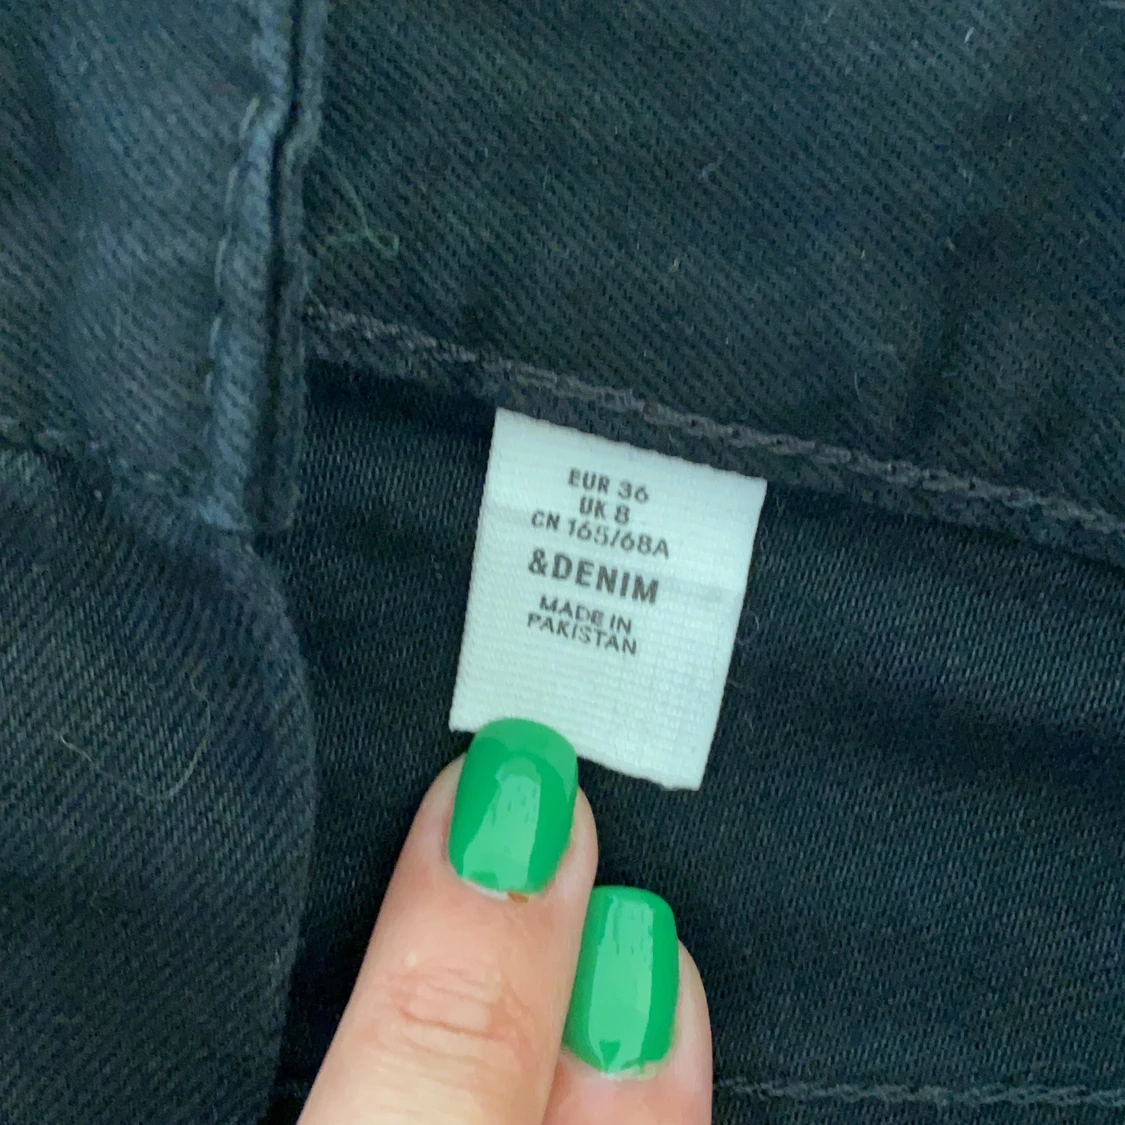 EUR 36
UK 8
CN 165/68A
&DENIM
MADE IN
PAKISTAN